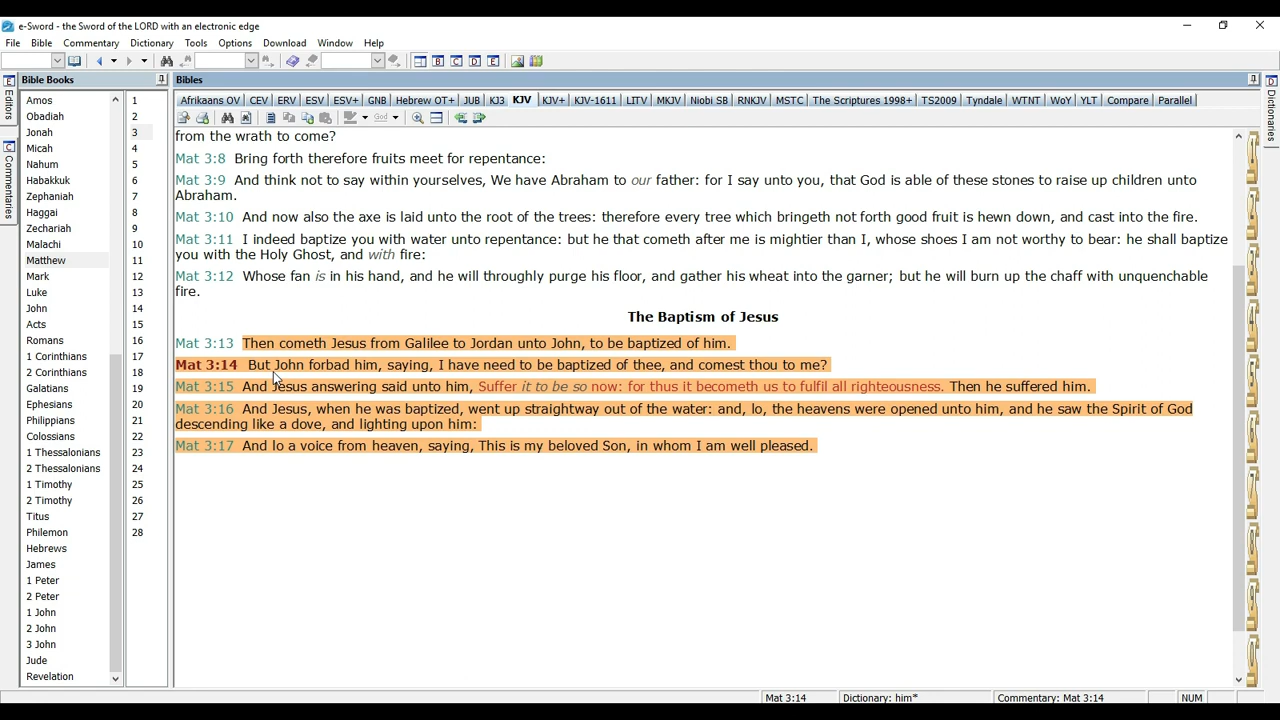 e-Sword - the Sword of the LORD with an electronic edge
File Bible Commentary Dictionary Tools Options Download Window Help
B C D E
Bible Books
Bibles
Editors
Commentaries
Dictionaries
Afrikaans OV CEV ERV ESV ESV+ GNB Hebrew OT+ JUB KJ3 KJV KJV+ KJV-1611 LITV MKJV Niobi SB RNKJV MSTC The Scriptures 1998+ TS2009 Tyndale WTNT WoY YLT Compare Parallel
God
Amos
Obadiah
Jonah
Micah
Nahum
Habakkuk
Zephaniah
Haggai
Zechariah
Malachi
Matthew
Mark
Luke
John
Acts
Romans
1 Corinthians
2 Corinthians
Galatians
Ephesians
Philippians
Colossians
1 Thessalonians
2 Thessalonians
1 Timothy
2 Timothy
Titus
Philemon
Hebrews
James
1 Peter
2 Peter
1 John
2 John
3 John
Jude
Revelation
1
2
3
4
5
6
7
8
9
10
11
12
13
14
15
16
17
18
19
20
21
22
23
24
25
26
27
28
from the wrath to come?
Mat 3:8 Bring forth therefore fruits meet for repentance:
Mat 3:9 And think not to say within yourselves, We have Abraham to our father: for I say unto you, that God is able of these stones to raise up children unto
Abraham.
Mat 3:10 And now also the axe is laid unto the root of the trees: therefore every tree which bringeth not forth good fruit is hewn down, and cast into the fire.
Mat 3:11 I indeed baptize you with water unto repentance: but he that cometh after me is mightier than I, whose shoes I am not worthy to bear: he shall baptize
you with the Holy Ghost, and with fire:
Mat 3:12 Whose fan is in his hand, and he will throughly purge his floor, and gather his wheat into the garner; but he will burn up the chaff with unquenchable
fire.
The Baptism of Jesus
Mat 3:13 Then cometh Jesus from Galilee to Jordan unto John, to be baptized of him.
Mat 3:14 But John forbad him, saying, I have need to be baptized of thee, and comest thou to me?
Mat 3:15 And Jesus answering said unto him, Suffer it to be so now: for thus it becometh us to fulfil all righteousness. Then he suffered him.
Mat 3:16 And Jesus, when he was baptized, went up straightway out of the water: and, lo, the heavens were opened unto him, and he saw the Spirit of God
descending like a dove, and lighting upon him:
Mat 3:17 And lo a voice from heaven, saying, This is my beloved Son, in whom I am well pleased.
Mat 3:14 Dictionary: him* Commentary: Mat 3:14 NUM